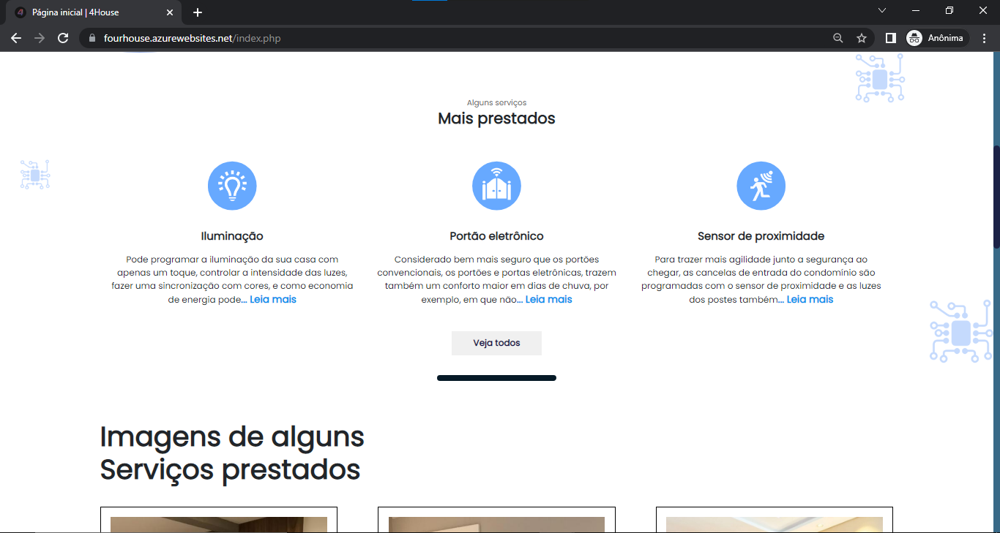 Página inicial | 4House
fourhouse.azurewebsites.net/index.php
Anônima
Alguns serviços
Mais prestados
Iluminação
Pode programar a iluminação da sua casa com
apenas um toque, controlar a intensidade das luzes,
fazer uma sincronização com cores, e como economia
de energia pode... Leia mais
Portão eletrônico
Considerado bem mais seguro que os portões
convencionais, os portões e portas eletrônicas, trazem
também um conforto maior em dias de chuva, por
exemplo, em que não... Leia mais
Sensor de proximidade
Para trazer mais agilidade junto a segurança ao
chegar, as cancelas de entrada do condomínio são
programadas com o sensor de proximidade e as luzes
dos postes também... Leia mais
Veja todos
Imagens de alguns
Serviços prestados